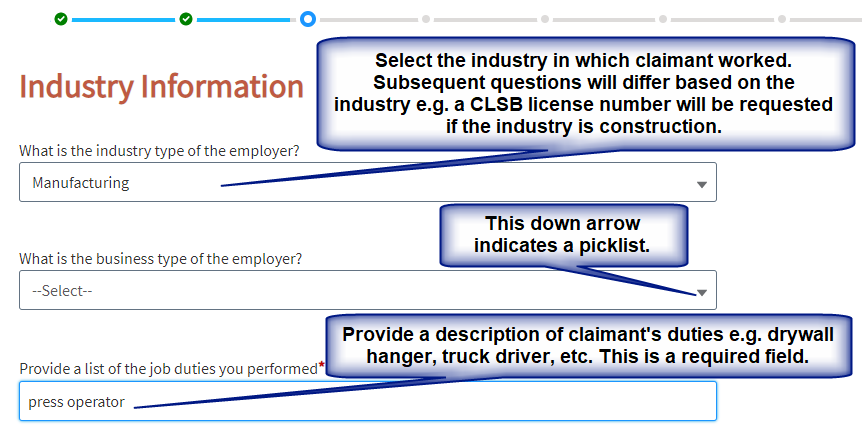 Select the industry in which claimant worked.
Subsequent questions will differ based on the
industry e.g. a CLSB license number will be requested
if the industry is construction.
Industry Information
What is the industry type of the employer?
Manufacturing
This down arrow
indicates a picklist.
What is the business type of the employer?
--Select--
Provide a description of claimant's duties e.g. drywall
hanger, truck driver, etc. This is a required field.
Provide a list of the job duties you performed*
press operator